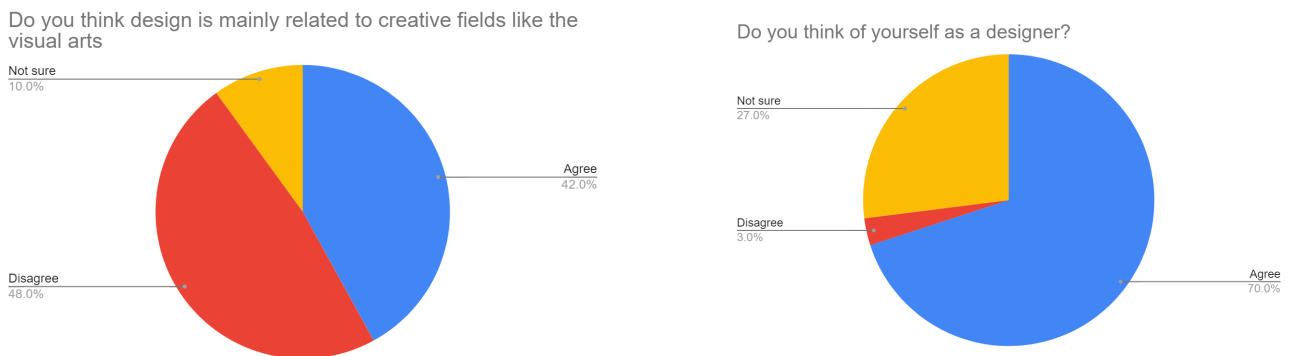 Do you think design is mainly related to creative fields like the
visual arts
Not sure
10.0%
Agree
42.0%
Disagree
48.0%
Do you think of yourself as a designer?
Not sure
27.0%
Disagree
3.0%
Agree
70.0%